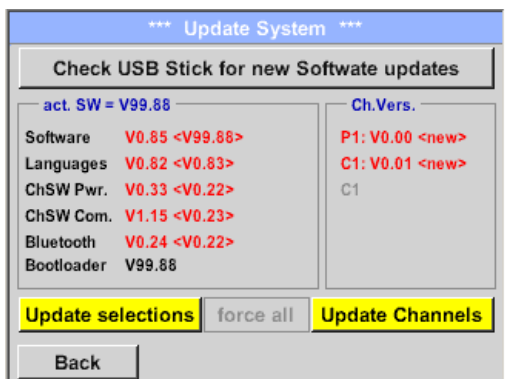 *** Update System ***
Check USB Stick for new Softwate updates
act. SW = V99.88
Software V0.85 <V99.88>
Languages V0.82 <V0.83>
ChSW Pwr. V0.33 <V0.22>
ChSW Com. V1.15 <V0.23>
Bluetooth V0.24 <V0.22>
Bootloader V99.88
Ch.Vers.
P1: V0.00 <new>
C1: V0.01 <new>
C1
Update selections
force all
Update Channels
Back